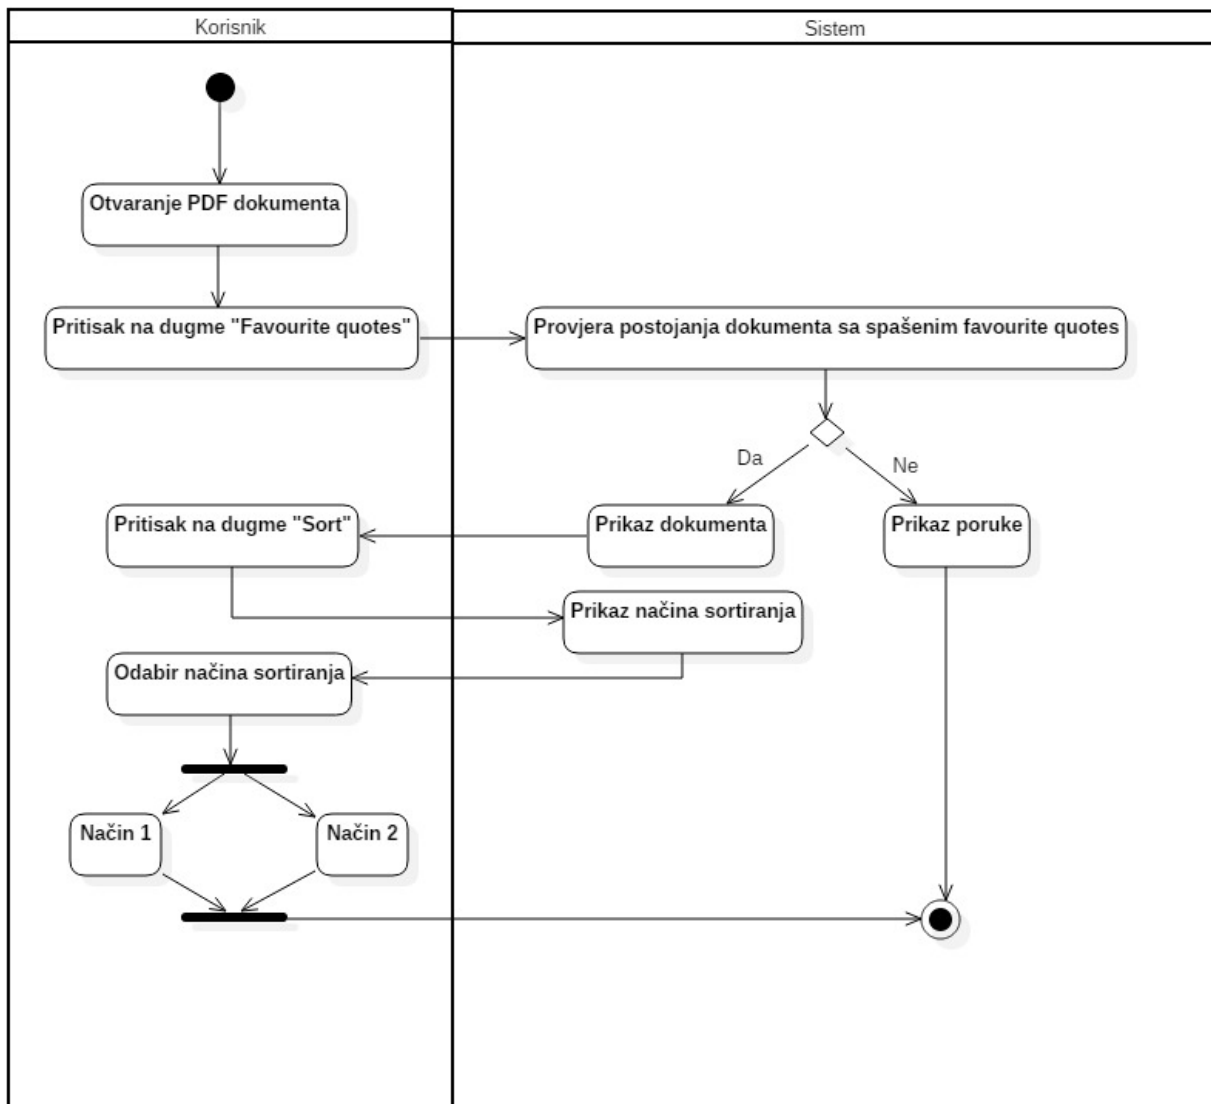 Korisnik
Sistem
Otvaranje PDF dokumenta
Pritisak na dugme "Favourite quotes"
Provjera postojanja dokumenta sa spašenim favourite quotes
Da
Ne
Pritisak na dugme "Sort"
Prikaz dokumenta
Prikaz poruke
Prikaz načina sortiranja
Odabir načina sortiranja
Način 1
Način 2